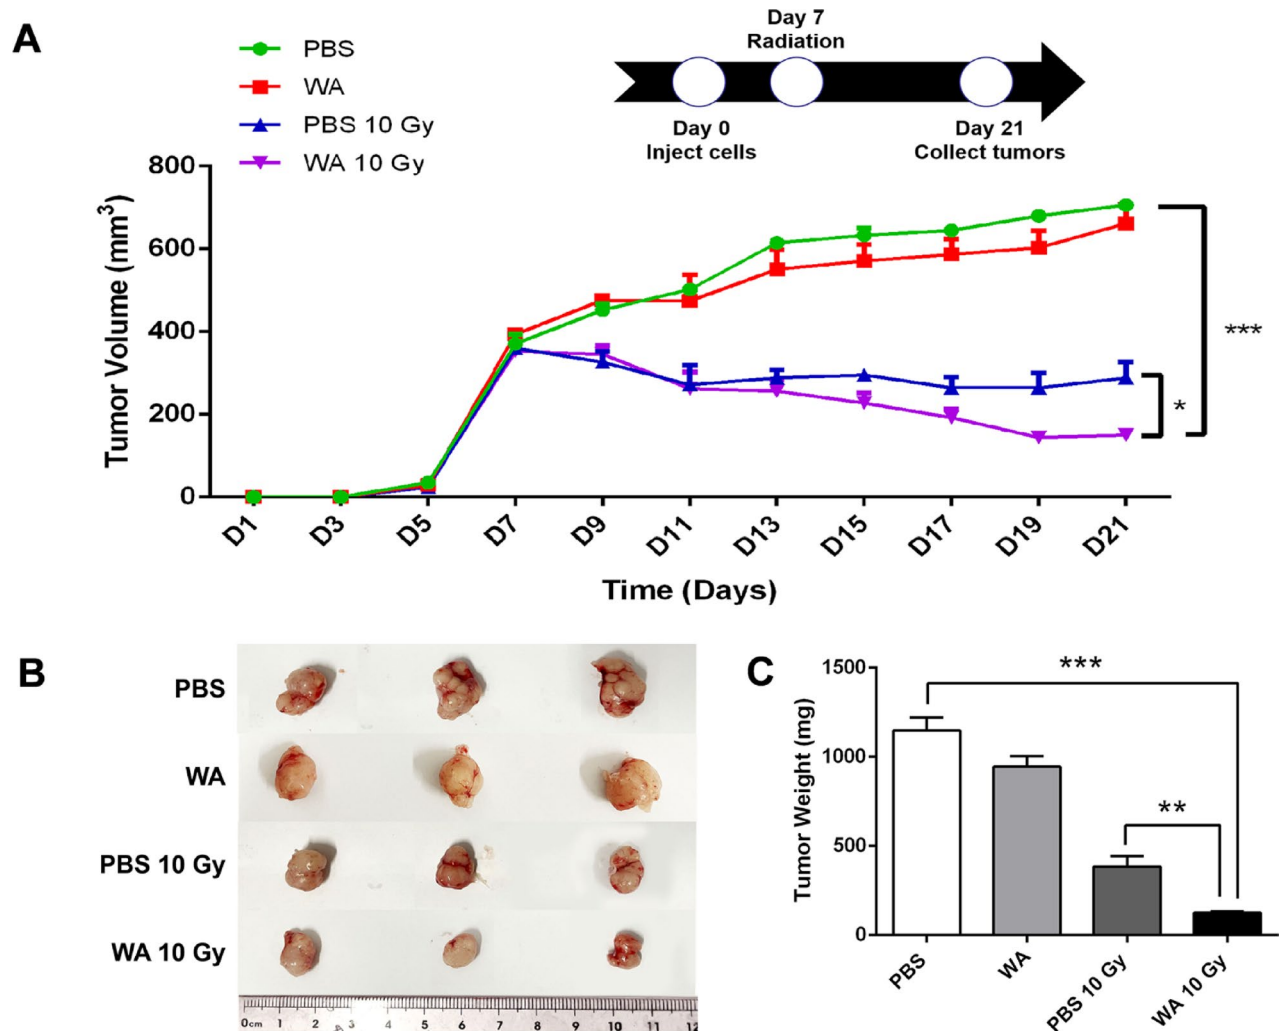 A
PBS
WA
PBS 10 Gy
WA 10 Gy
Day 7
Radiation
Day 0
Inject cells
Day 21
Collect tumors
Tumor Volume (mm3)
800
600
400
200
0
***
*
D1 D3 D5 D7 D9 D11 D13 D15 D17 D19 D21
Time (Days)
B
PBS
WA
PBS 10 Gy
WA 10 Gy
0cm 1 2 3 4 5 6 7 8 9 10 11 12
C
Tumor Weight (mg)
1500
1000
500
0
***
**
PBS WA PBS 10 Gy WA 10 Gy